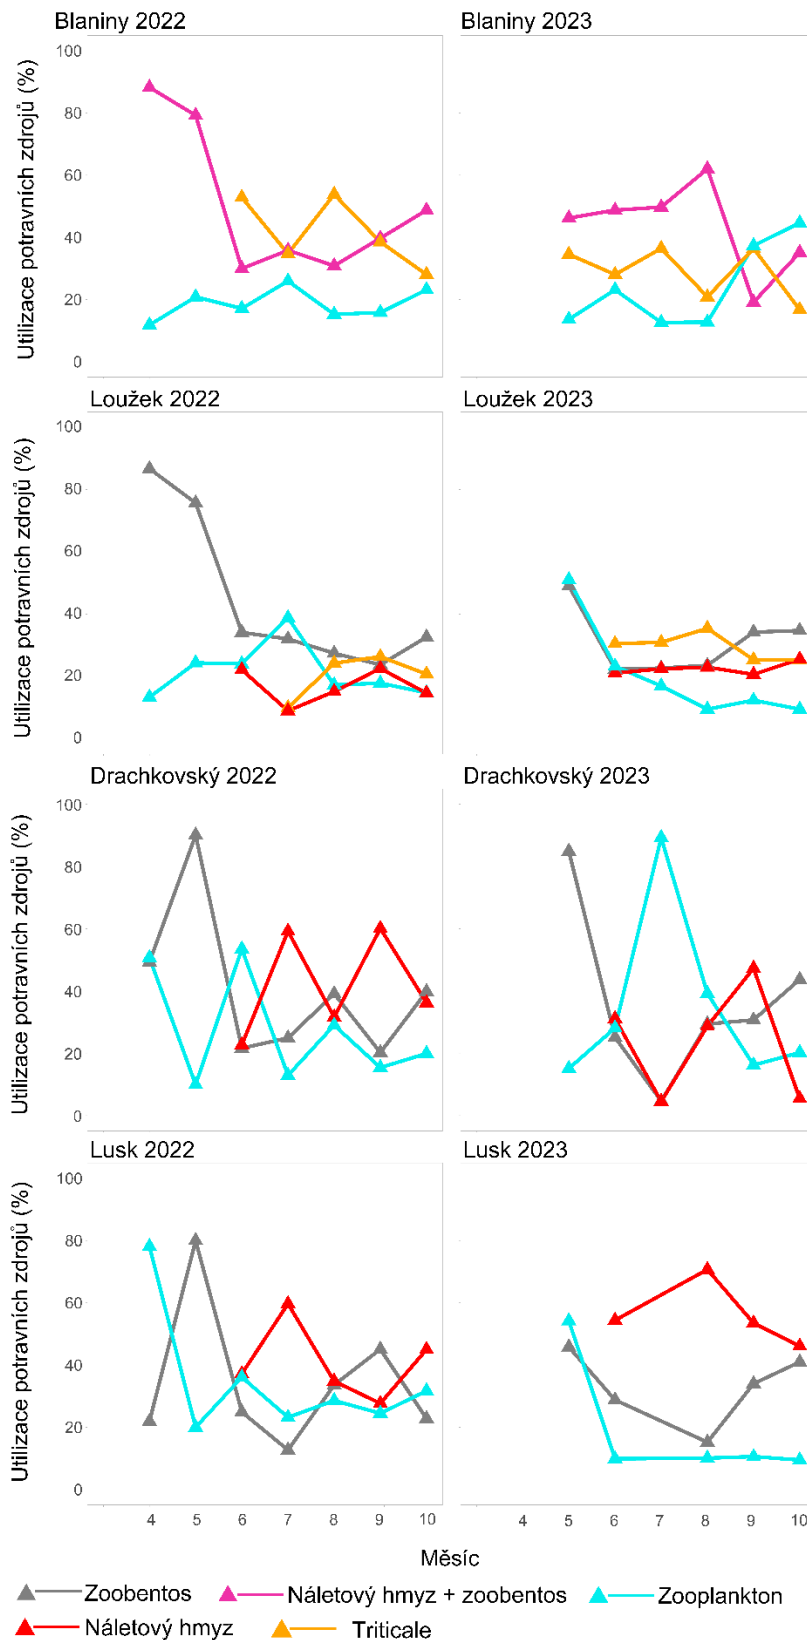 Blaniny 2022 Blaniny 2023
Utilizace potravních zdrojů (%)
100
80
60
40
20
0
Loužek 2022 Loužek 2023
Utilizace potravních zdrojů (%)
100
80
60
40
20
0
Drachkovský 2022 Drachkovský 2023
Utilizace potravních zdrojů (%)
100
80
60
40
20
0
Lusk 2022 Lusk 2023
Utilizace potravních zdrojů (%)
100
80
60
40
20
0
4 5 6 7 8 9 10 4 5 6 7 8 9 10
Měsíc
Zoobentos Náletový hmyz + zoobentos Zooplankton
Náletový hmyz Triticale